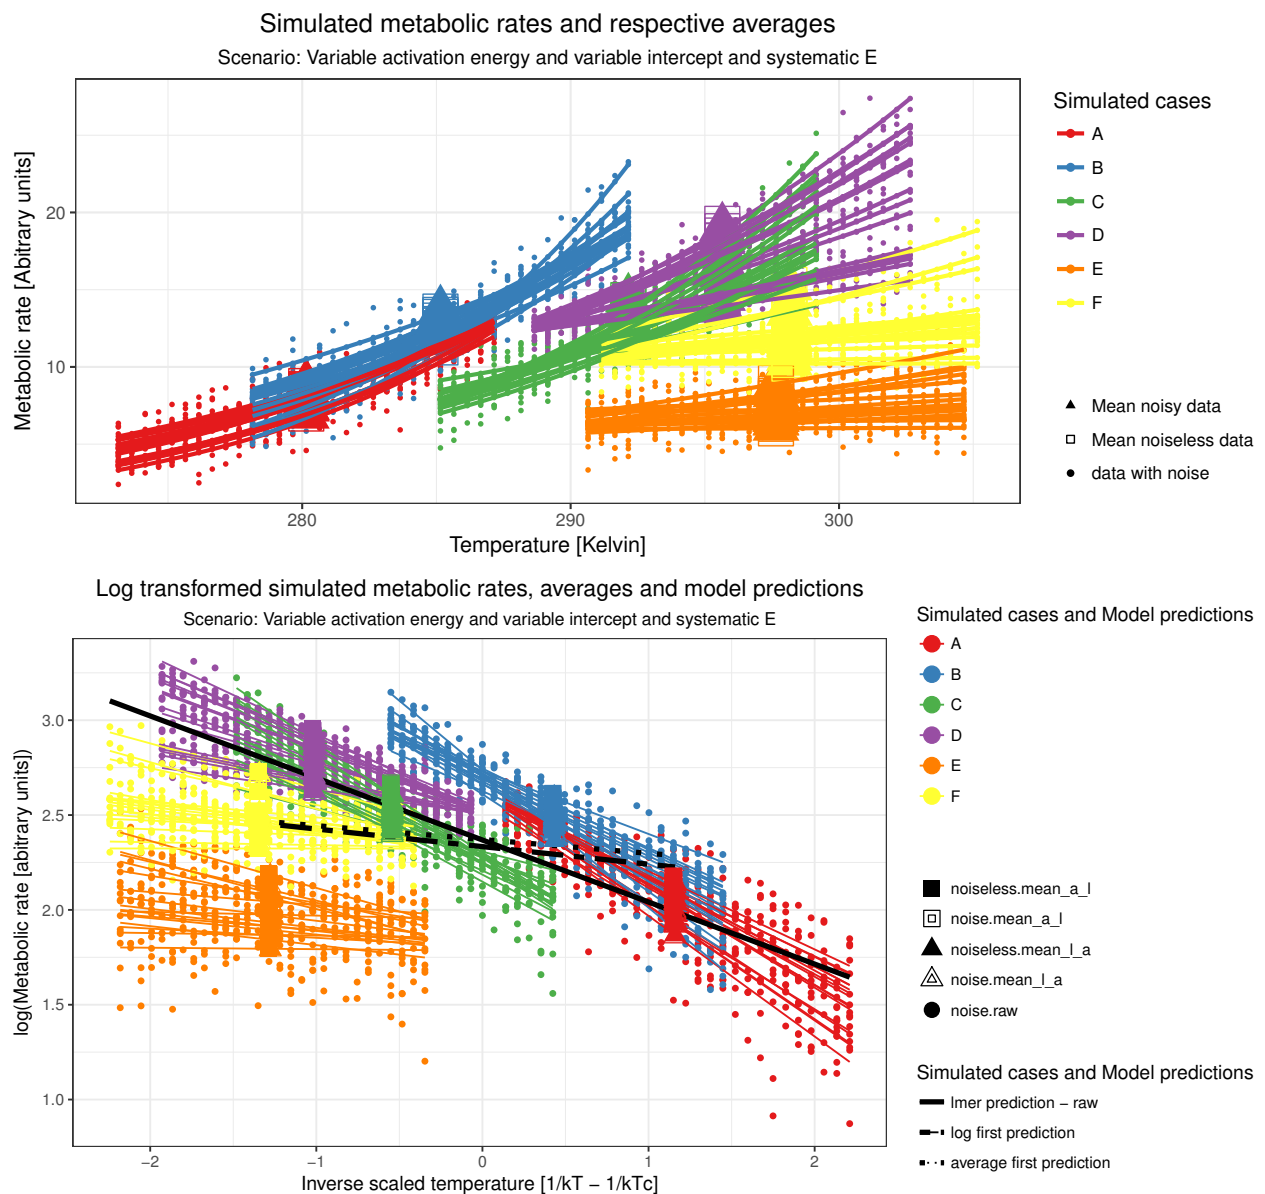 Simulated metabolic rates and respective averages
Scenario: Variable activation energy and variable intercept and systematic E
Metabolic rate [Abitrary units]
20
10
280
290
300
Temperature [Kelvin]
Simulated cases
A
B
C
D
E
F
Mean noisy data
Mean noiseless data
data with noise
Log transformed simulated metabolic rates, averages and model predictions
Scenario: Variable activation energy and variable intercept and systematic E
log(Metabolic rate [abitrary units])
3.0
2.5
2.0
1.5
1.0
−2
−1
0
1
2
Inverse scaled temperature [1/kT − 1/kTc]
Simulated cases and Model predictions
A
B
C
D
E
F
noiseless.mean_a_l
noise.mean_a_l
noiseless.mean_l_a
noise.mean_l_a
noise.raw
Simulated cases and Model predictions
lmer prediction − raw
log first prediction
average first prediction